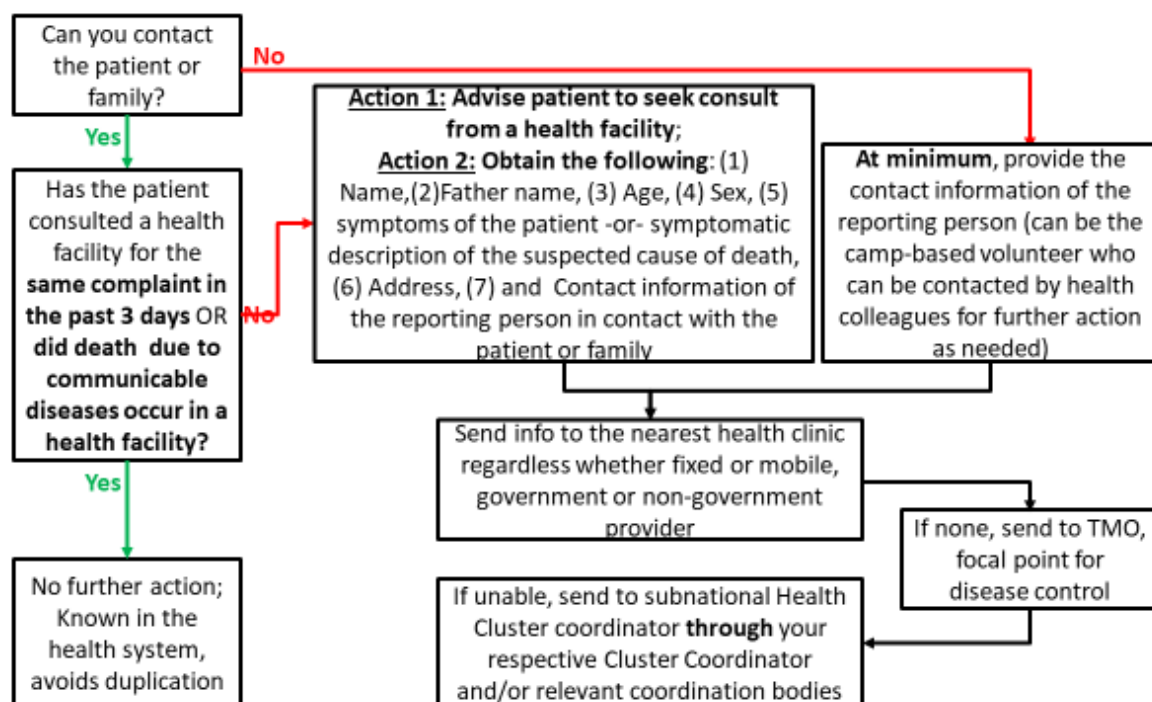 Can you contact
the patient or
family?
No
Yes
Has the patient
consulted a health
facility for the
same complaint in
the past 3 days OR
did death due to
communicable
diseases occur in a
health facility?
No
Yes
No further action;
Known in the
health system,
avoids duplication
Action 1: Advise patient to seek consult
from a health facility;
Action 2: Obtain the following: (1)
Name,(2)Father name, (3) Age, (4) Sex, (5)
symptoms of the patient -or- symptomatic
description of the suspected cause of death,
(6) Address, (7) and Contact information of
the reporting person in contact with the
patient or family
At minimum, provide the
contact information of the
reporting person (can be the
camp-based volunteer who
can be contacted by health
colleagues for further action
as needed)
Send info to the nearest health clinic
regardless whether fixed or mobile,
government or non-government
provider
If none, send to TMO,
focal point for
disease control
If unable, send to subnational Health
Cluster coordinator through your
respective Cluster Coordinator
and/or relevant coordination bodies